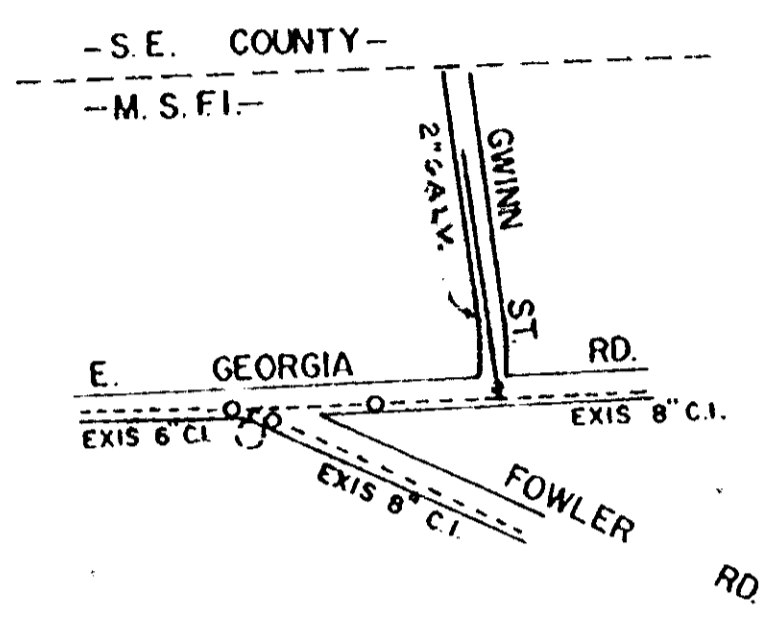 -S.E. COUNTY-
-M.S.F.I.-
2" GALV.
GWINN ST.
E. GEORGIA RD.
EXIS 6" C.I.
EXIS 8" C.I.
EXIS 8" C.I.
FOWLER RD.